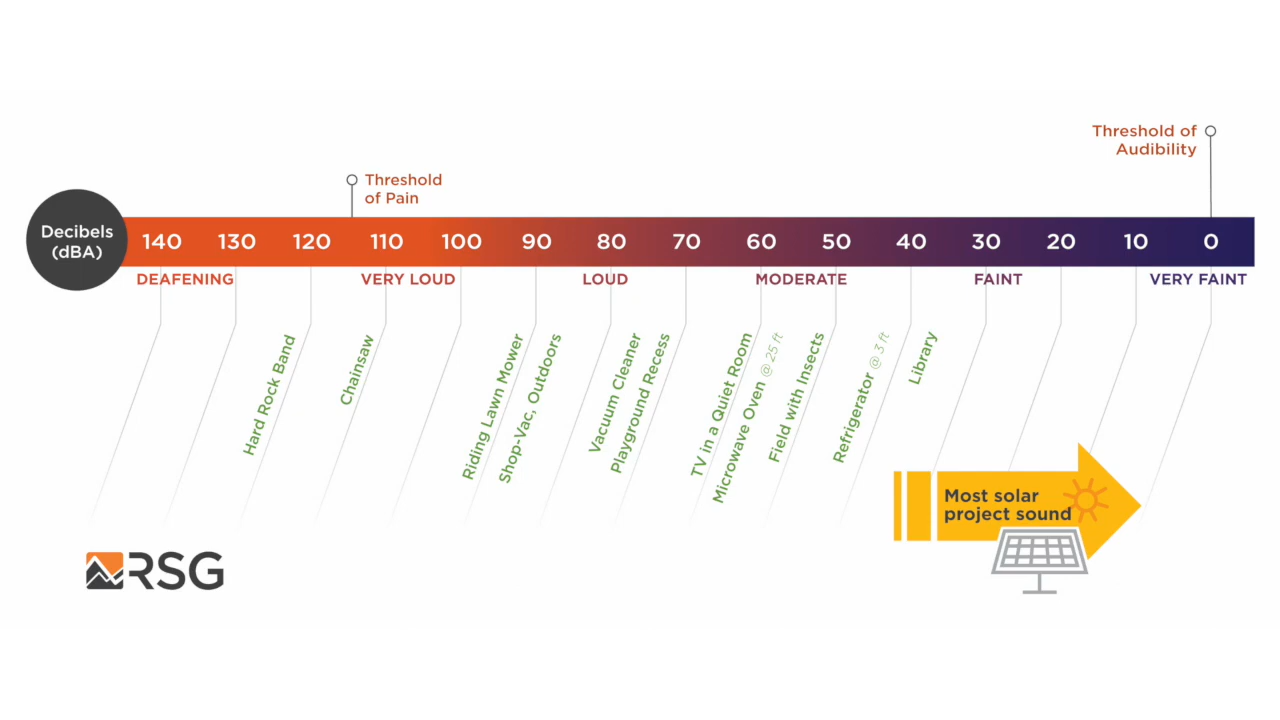 Threshold of
Audibility
Threshold
of Pain
Decibels
(dBA)
140 130 120 110 100 90 80 70 60 50 40 30 20 10 0
DEAFENING VERY LOUD LOUD MODERATE FAINT VERY FAINT
Hard Rock Band
Chainsaw
Riding Lawn Mower
Shop-Vac, Outdoors
Vacuum Cleaner
Playground Recess
TV in a Quiet Room
Microwave Oven @ 25 ft
Field with Insects
Refrigerator @ 3 ft
Library
Most solar
project sound
RSG